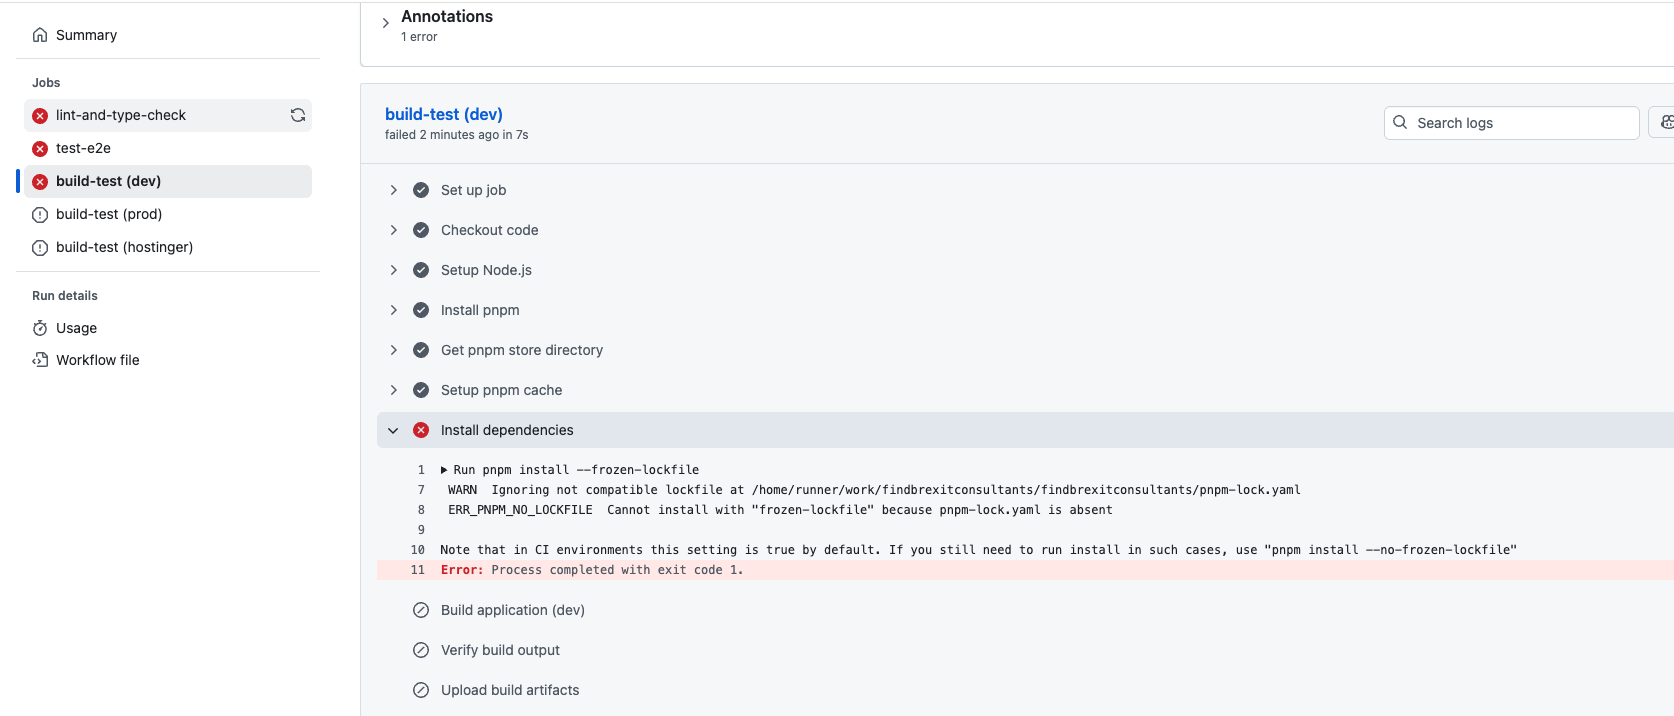 Summary
Jobs
lint-and-type-check
test-e2e
build-test (dev)
build-test (prod)
build-test (hostinger)
Run details
Usage
Workflow file
Annotations
1 error
build-test (dev)
failed 2 minutes ago in 7s
Search logs
Set up job
Checkout code
Setup Node.js
Install pnpm
Get pnpm store directory
Setup pnpm cache
Install dependencies
1 Run pnpm install --frozen-lockfile
7 WARN  Ignoring not compatible lockfile at /home/runner/work/findbrexitconsultants/findbrexitconsultants/pnpm-lock.yaml
8 ERR_PNPM_NO_LOCKFILE  Cannot install with "frozen-lockfile" because pnpm-lock.yaml is absent
9
10 Note that in CI environments this setting is true by default. If you still need to run install in such cases, use "pnpm install --no-frozen-lockfile"
11 Error: Process completed with exit code 1.
Build application (dev)
Verify build output
Upload build artifacts